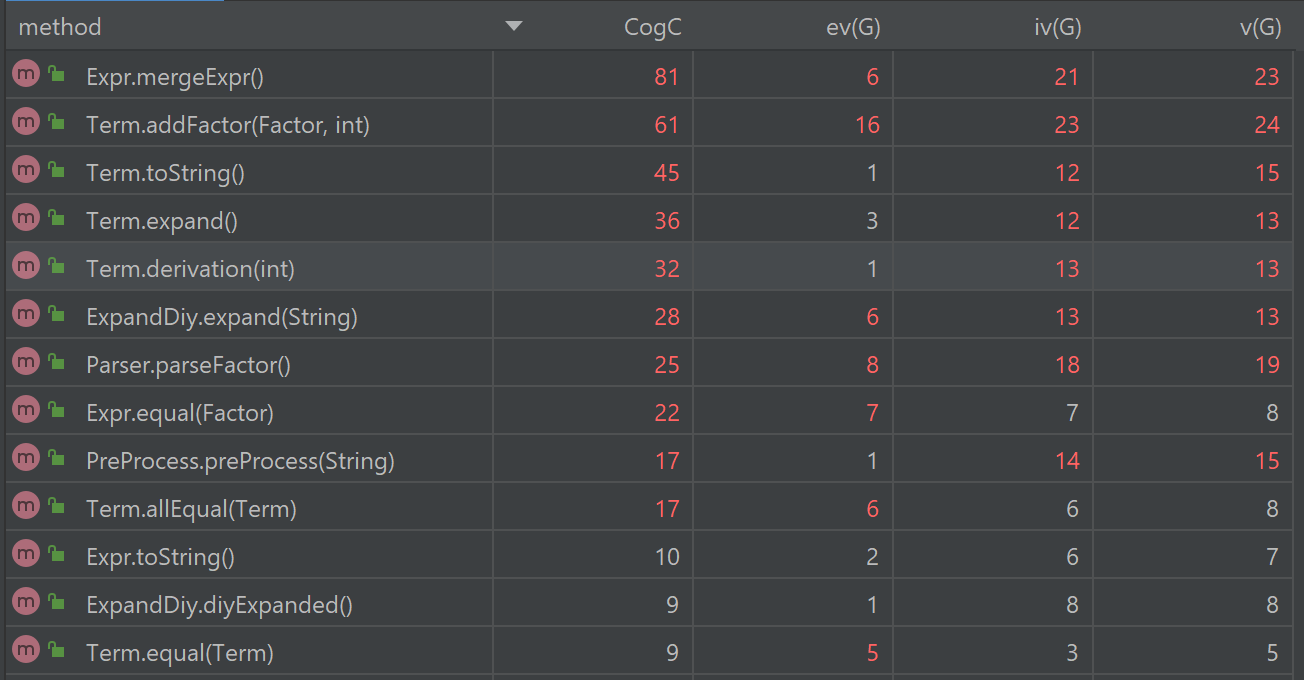 method CogC ev(G) iv(G) v(G)
m Expr.mergeExpr() 81 6 21 23
m Term.addFactor(Factor, int) 61 16 23 24
m Term.toString() 45 1 12 15
m Term.expand() 36 3 12 13
m Term.derivation(int) 32 1 13 13
m ExpandDiy.expand(String) 28 6 13 13
m Parser.parseFactor() 25 8 18 19
m Expr.equal(Factor) 22 7 7 8
m PreProcess.preProcess(String) 17 1 14 15
m Term.allEqual(Term) 17 6 6 8
m Expr.toString() 10 2 6 7
m ExpandDiy.diyExpanded() 9 1 8 8
m Term.equal(Term) 9 5 3 5